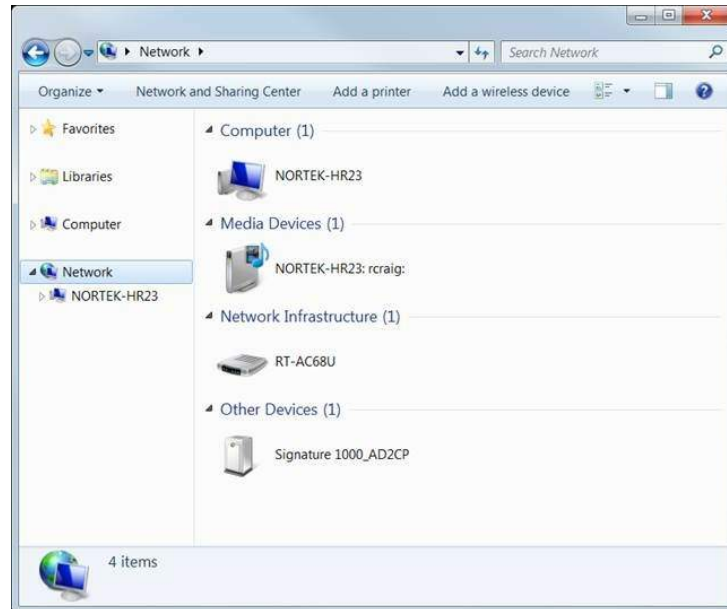 Network
Search Network
Organize
Network and Sharing Center
Add a printer
Add a wireless device
Favorites
Libraries
Computer
Network
NORTEK-HR23
Computer (1)
NORTEK-HR23
Media Devices (1)
NORTEK-HR23: rcraig:
Network Infrastructure (1)
RT-AC68U
Other Devices (1)
Signature 1000_AD2CP
4 items